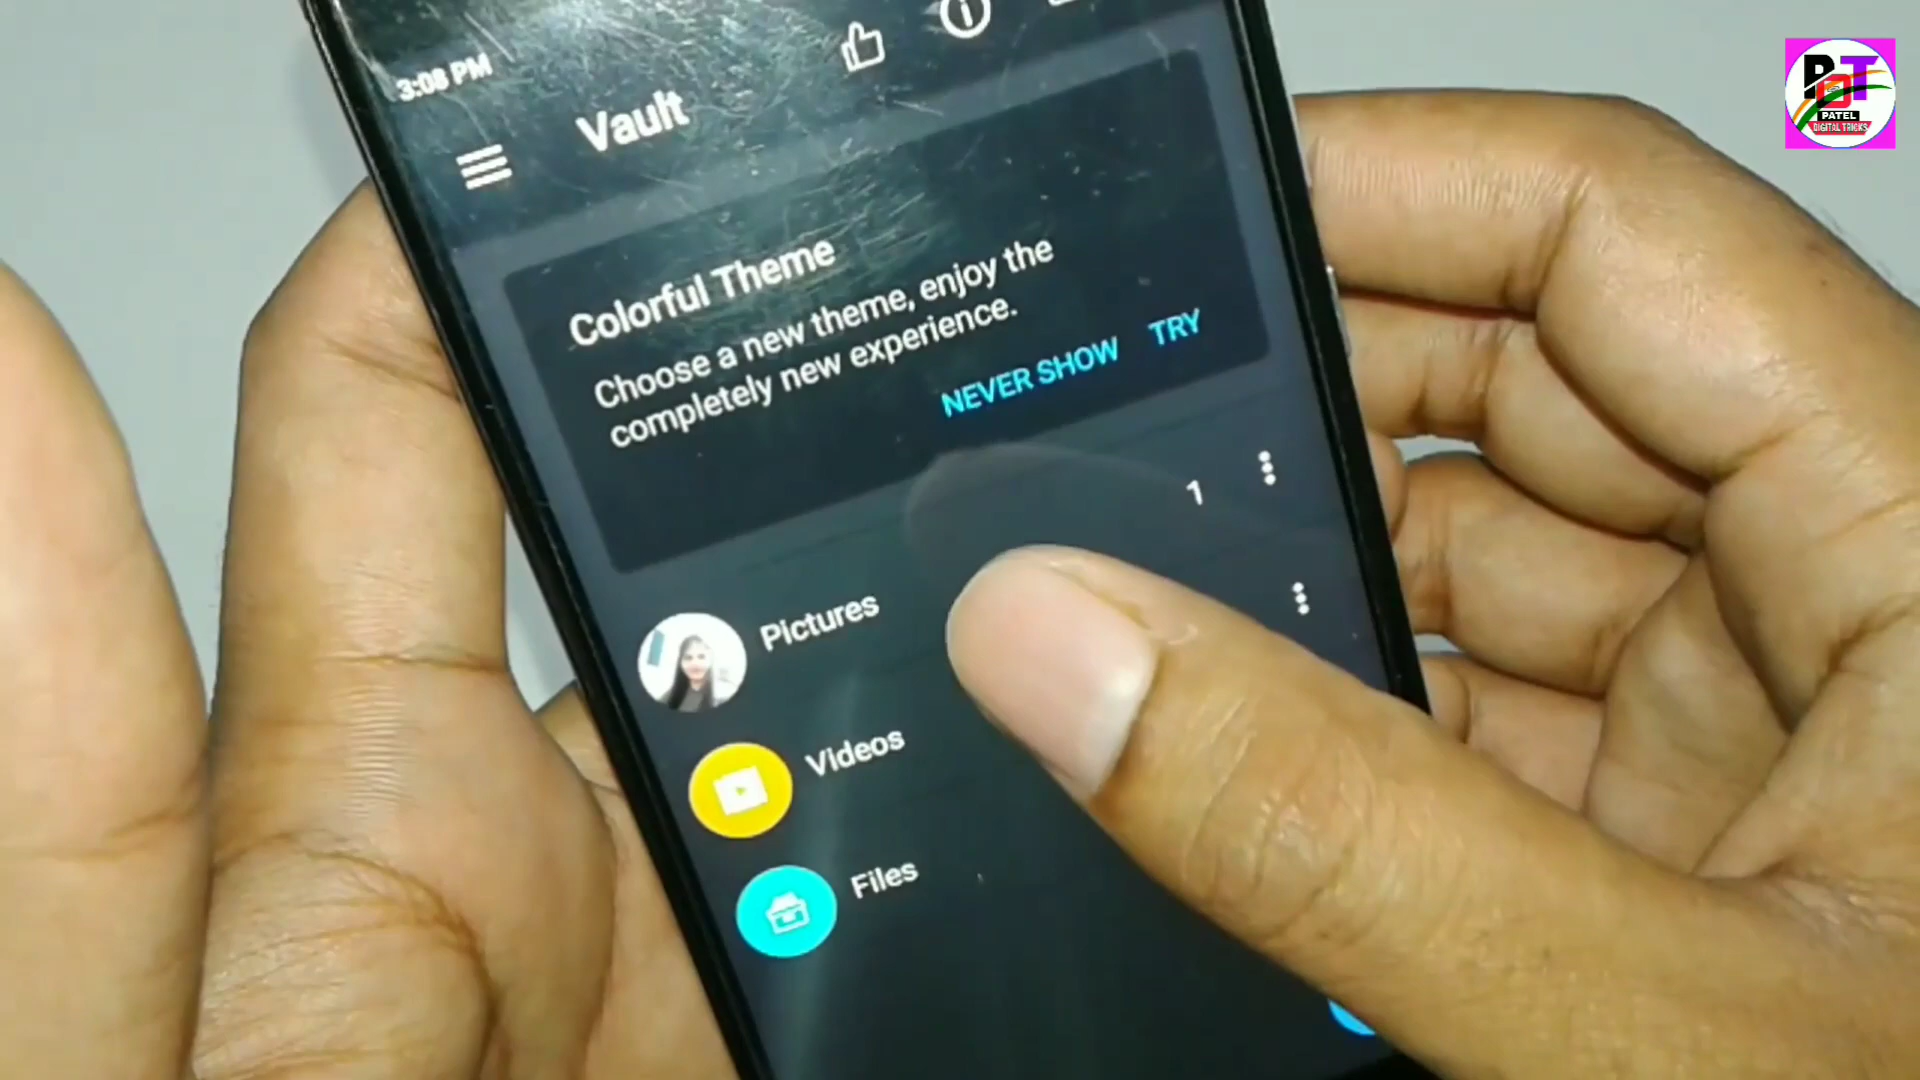 3:08 PM
Vault
Colorful Theme
Choose a new theme, enjoy the
completely new experience.
NEVER SHOW TRY
1
Pictures
Videos
Files
PDT
PATEL
DIGITAL TRICKS